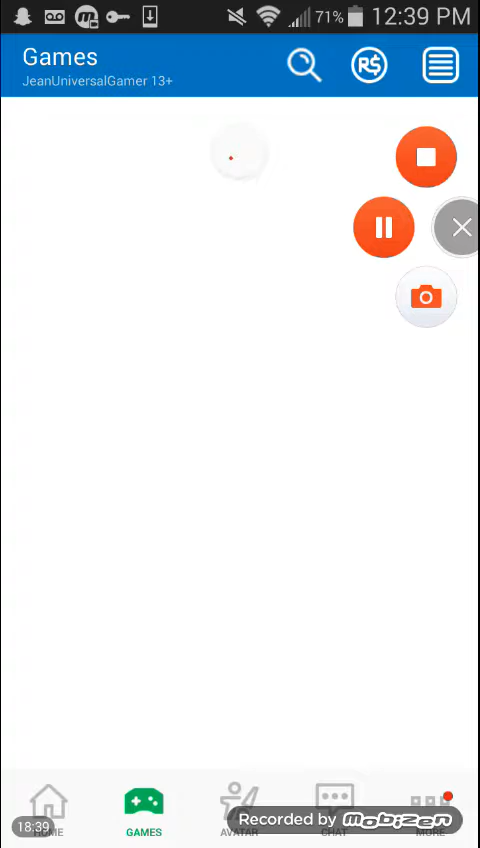 71% 12:39 PM
Games
R$
JeanUniversalGamer 13+
18:39
HOME
GAMES
AVATAR
CHAT
MORE
Recorded by mobizen